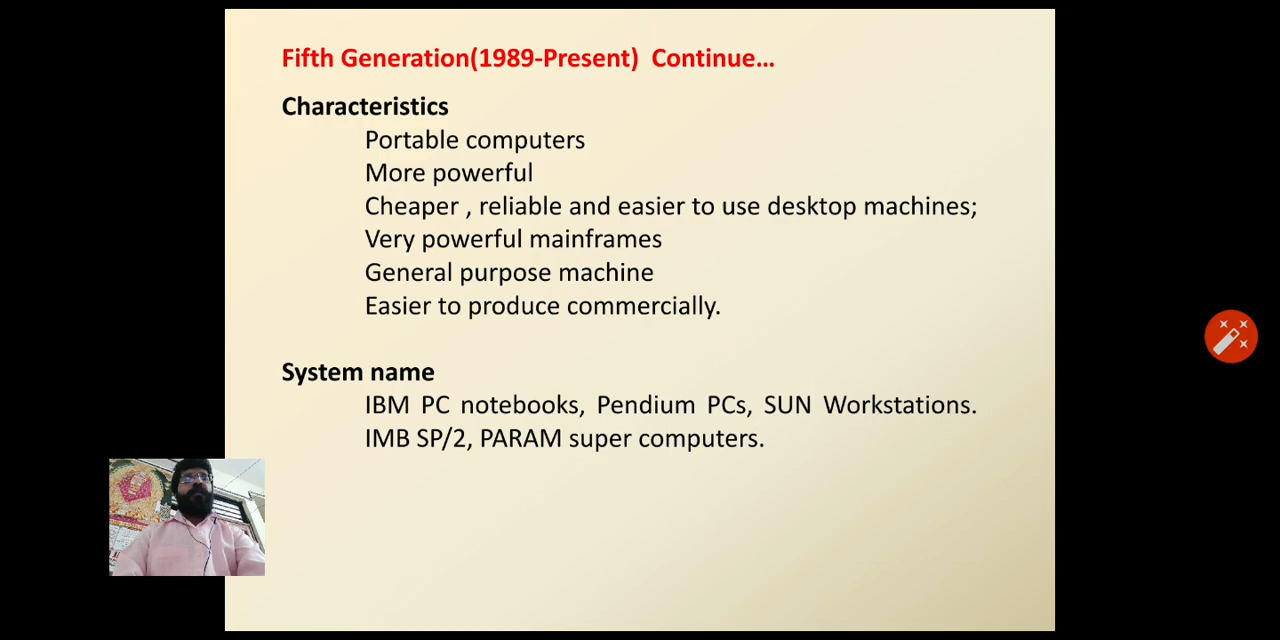 Fifth Generation(1989-Present) Continue...
Characteristics
Portable computers
More powerful
Cheaper , reliable and easier to use desktop machines;
Very powerful mainframes
General purpose machine
Easier to produce commercially.
System name
IBM PC notebooks, Pendium PCs, SUN Workstations.
IMB SP/2, PARAM super computers.